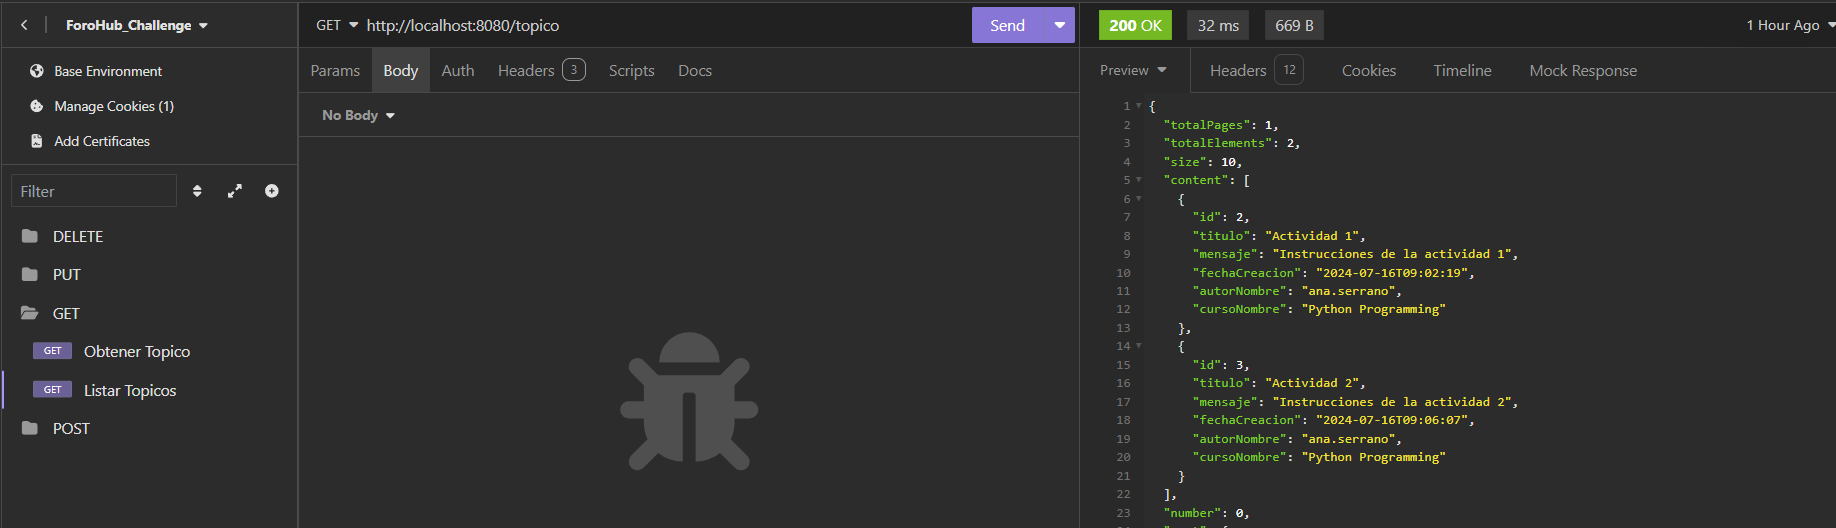 ForoHub_Challenge
Base Environment
Manage Cookies (1)
Add Certificates
Filter
DELETE
PUT
GET
GET Obtener Topico
GET Listar Topicos
POST
GET http://localhost:8080/topico Send
Params Body Auth Headers 3 Scripts Docs
No Body
200 OK 32 ms 669 B 1 Hour Ago
Preview Headers 12 Cookies Timeline Mock Response
1 {
2 "totalPages": 1,
3 "totalElements": 2,
4 "size": 10,
5 "content": [
6 {
7 "id": 2,
8 "titulo": "Actividad 1",
9 "mensaje": "Instrucciones de la actividad 1",
10 "fechaCreacion": "2024-07-16T09:02:19",
11 "autorNombre": "ana.serrano",
12 "cursoNombre": "Python Programming"
13 },
14 {
15 "id": 3,
16 "titulo": "Actividad 2",
17 "mensaje": "Instrucciones de la actividad 2",
18 "fechaCreacion": "2024-07-16T09:06:07",
19 "autorNombre": "ana.serrano",
20 "cursoNombre": "Python Programming"
21 }
22 ],
23 "number": 0,